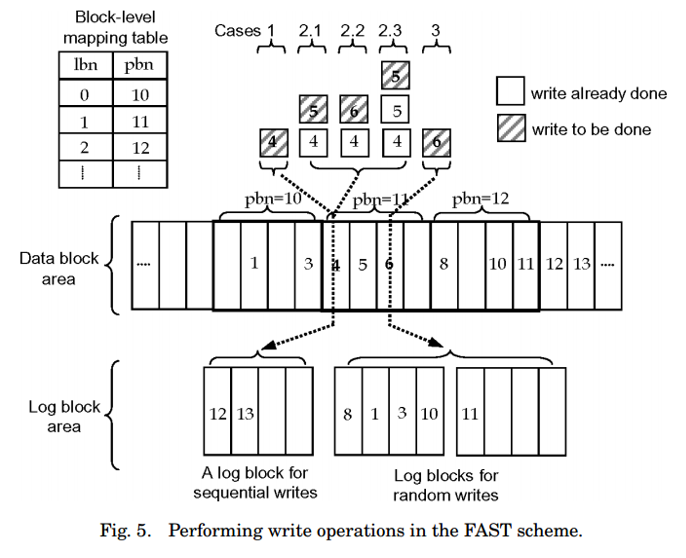 Block-level
mapping table
lbn pbn
0 10
1 11
2 12
Cases 1 2.1 2.2 2.3 3
5
5 6 5
4 4 4 4 6
write already done
write to be done
pbn=10 pbn=11 pbn=12
Data block
area
.... 1 3 4 5 6 8 10 11 12 13 ....
Log block
area
12 13 8 1 3 10 11
A log block for
sequential writes
Log blocks for
random writes
Fig. 5. Performing write operations in the FAST scheme.